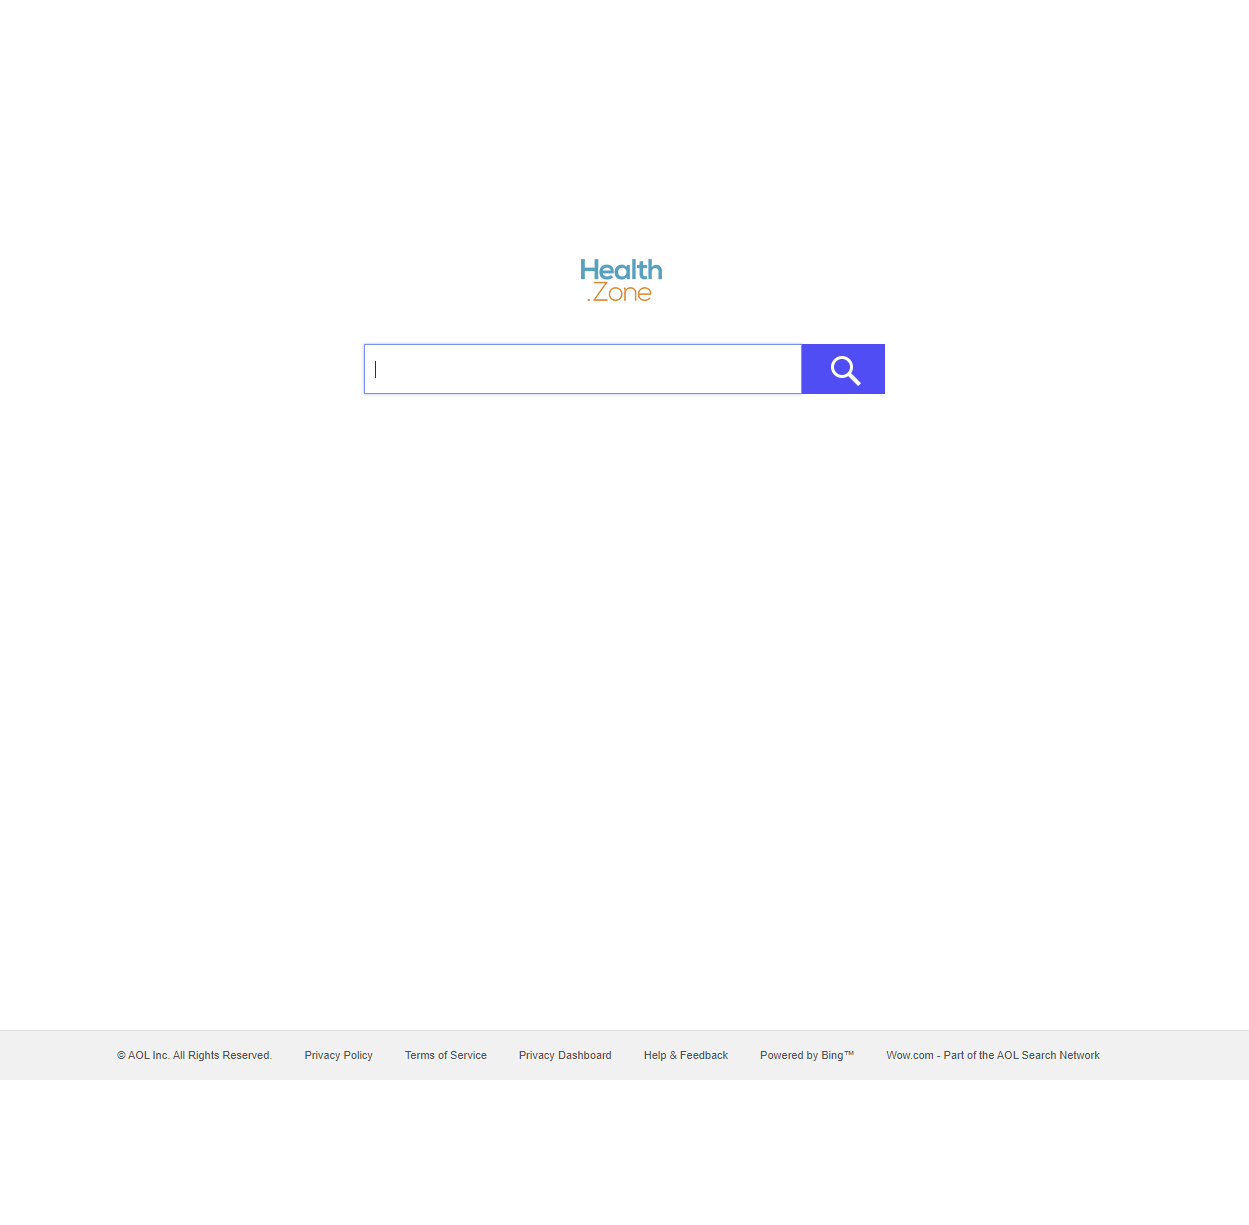 Health
.Zone
© AOL Inc. All Rights Reserved. Privacy Policy Terms of Service Privacy Dashboard Help & Feedback Powered by Bing™ Wow.com - Part of the AOL Search Network